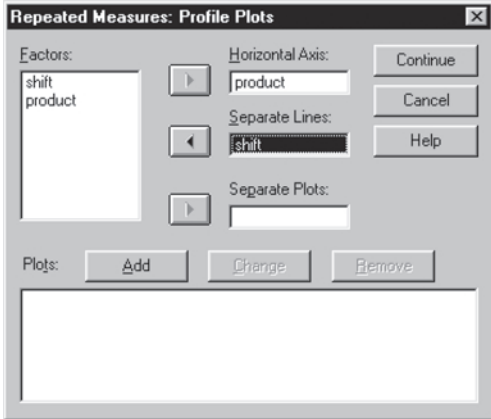 Repeated Measures: Profile Plots
Factors:
shift
product
Horizontal Axis:
product
Separate Lines:
shift
Separate Plots:
Continue
Cancel
Help
Plots:
Add
Change
Remove